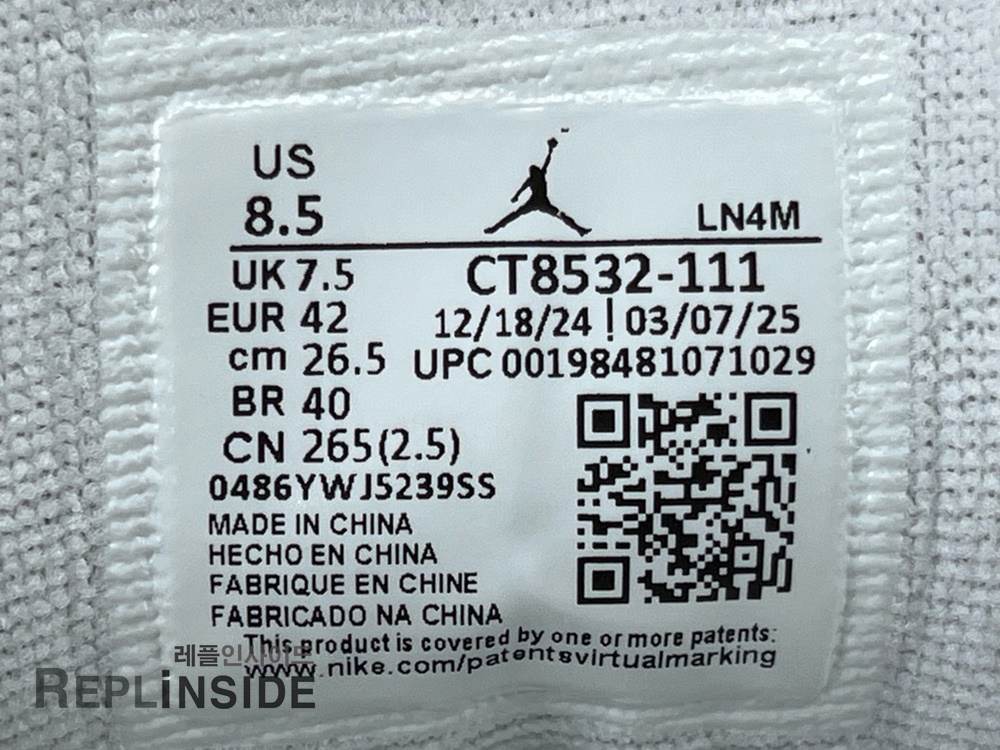 US
8.5
LN4M
UK 7.5
CT8532-111
EUR 42
12/18/24 | 03/07/25
cm 26.5
UPC 00198481071029
BR 40
CN 265(2.5)
0486YWJ5239SS
MADE IN CHINA
HECHO EN CHINA
FABRIQUE EN CHINE
FABRICADO NA CHINA
This product is covered by one or more patents:
www.nike.com/patentsvirtualmarking
레플인사이드
REPLiNSIDE